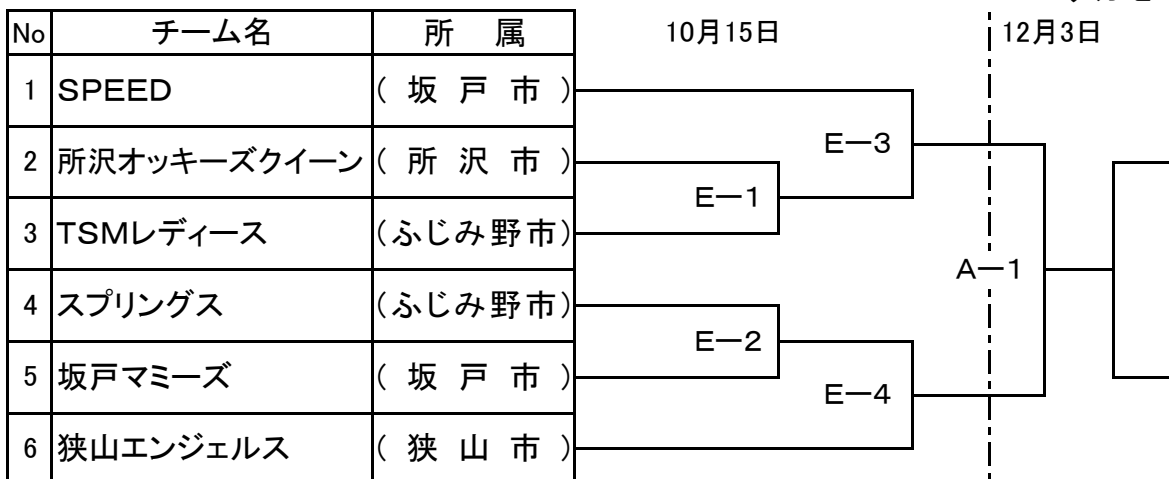 No チーム名 所 属 10月15日 12月3日
1 SPEED ( 坂 戸 市 )
E－3
2 所沢オッキーズクイーン ( 所 沢 市 )
E－1
3 TSMレディース (ふじみ野市)
A－1
4 スプリングス (ふじみ野市)
E－2
5 坂戸マミーズ ( 坂 戸 市 )
E－4
6 狭山エンジェルス ( 狭 山 市 )